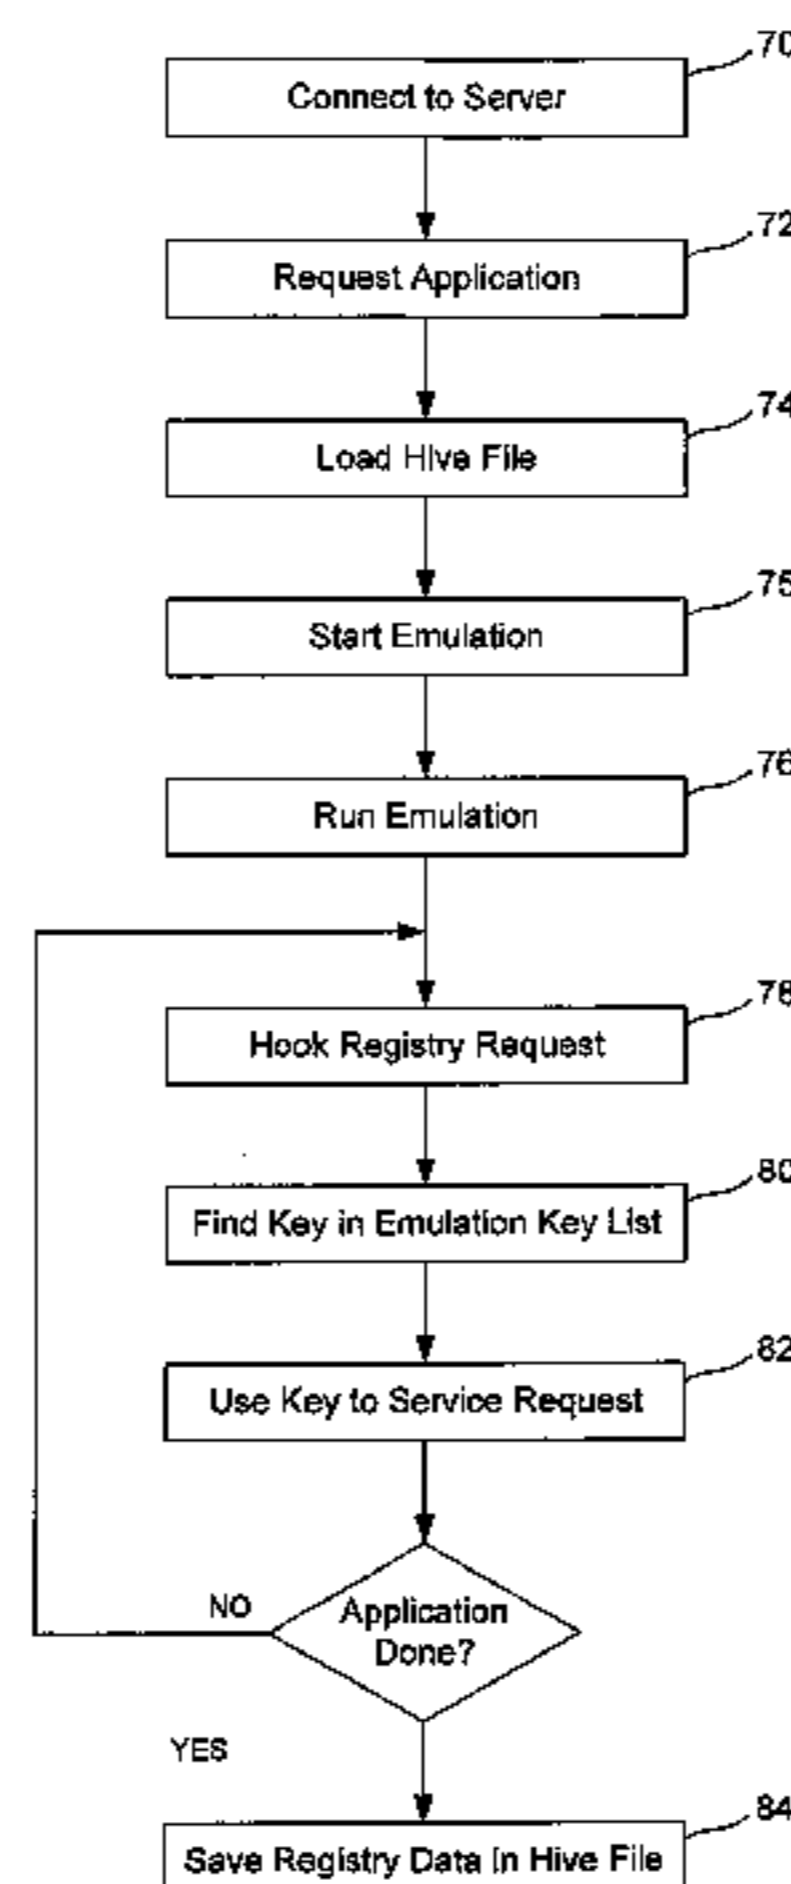 70
Connect to Server
72
Request Application
74
Load Hive File
75
Start Emulation
76
Run Emulation
78
Hook Registry Request
80
Find Key in Emulation Key List
82
Use Key to Service Request
NO
Application
Done?
YES
84
Save Registry Data in Hive File